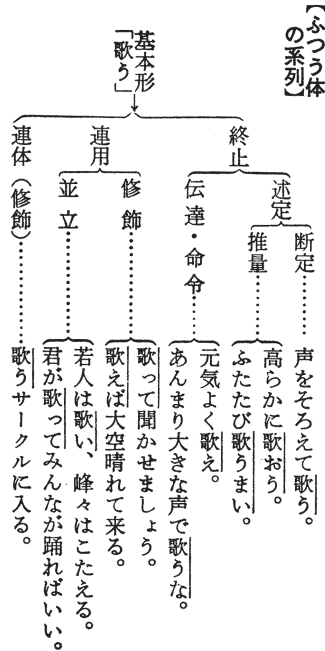 【ふつう体
の系列】
基本形
「歌う」
終止
述定
断定
声をそろえて歌う。
推量
高らかに歌おう。
ふたたび歌うまい。
伝達・命令
元気よく歌え。
あんまり大きな声で歌うな。
連用
修飾
歌って聞かせましょう。
歌えば大空晴れて来る。
並立
若人は歌い、峰々はこたえる。
君が歌ってみんなが踊ればいい。
連体（修飾）
歌うサークルに入る。